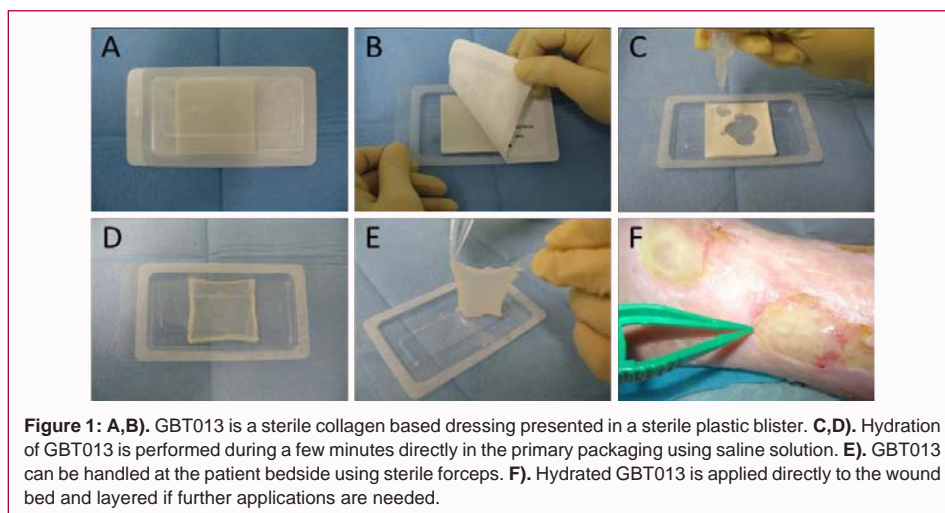 A
B
C
D
E
F
Figure 1: A,B). GBT013 is a sterile collagen based dressing presented in a sterile plastic blister. C,D). Hydration
of GBT013 is performed during a few minutes directly in the primary packaging using saline solution. E). GBT013
can be handled at the patient bedside using sterile forceps. F). Hydrated GBT013 is applied directly to the wound
bed and layered if further applications are needed.